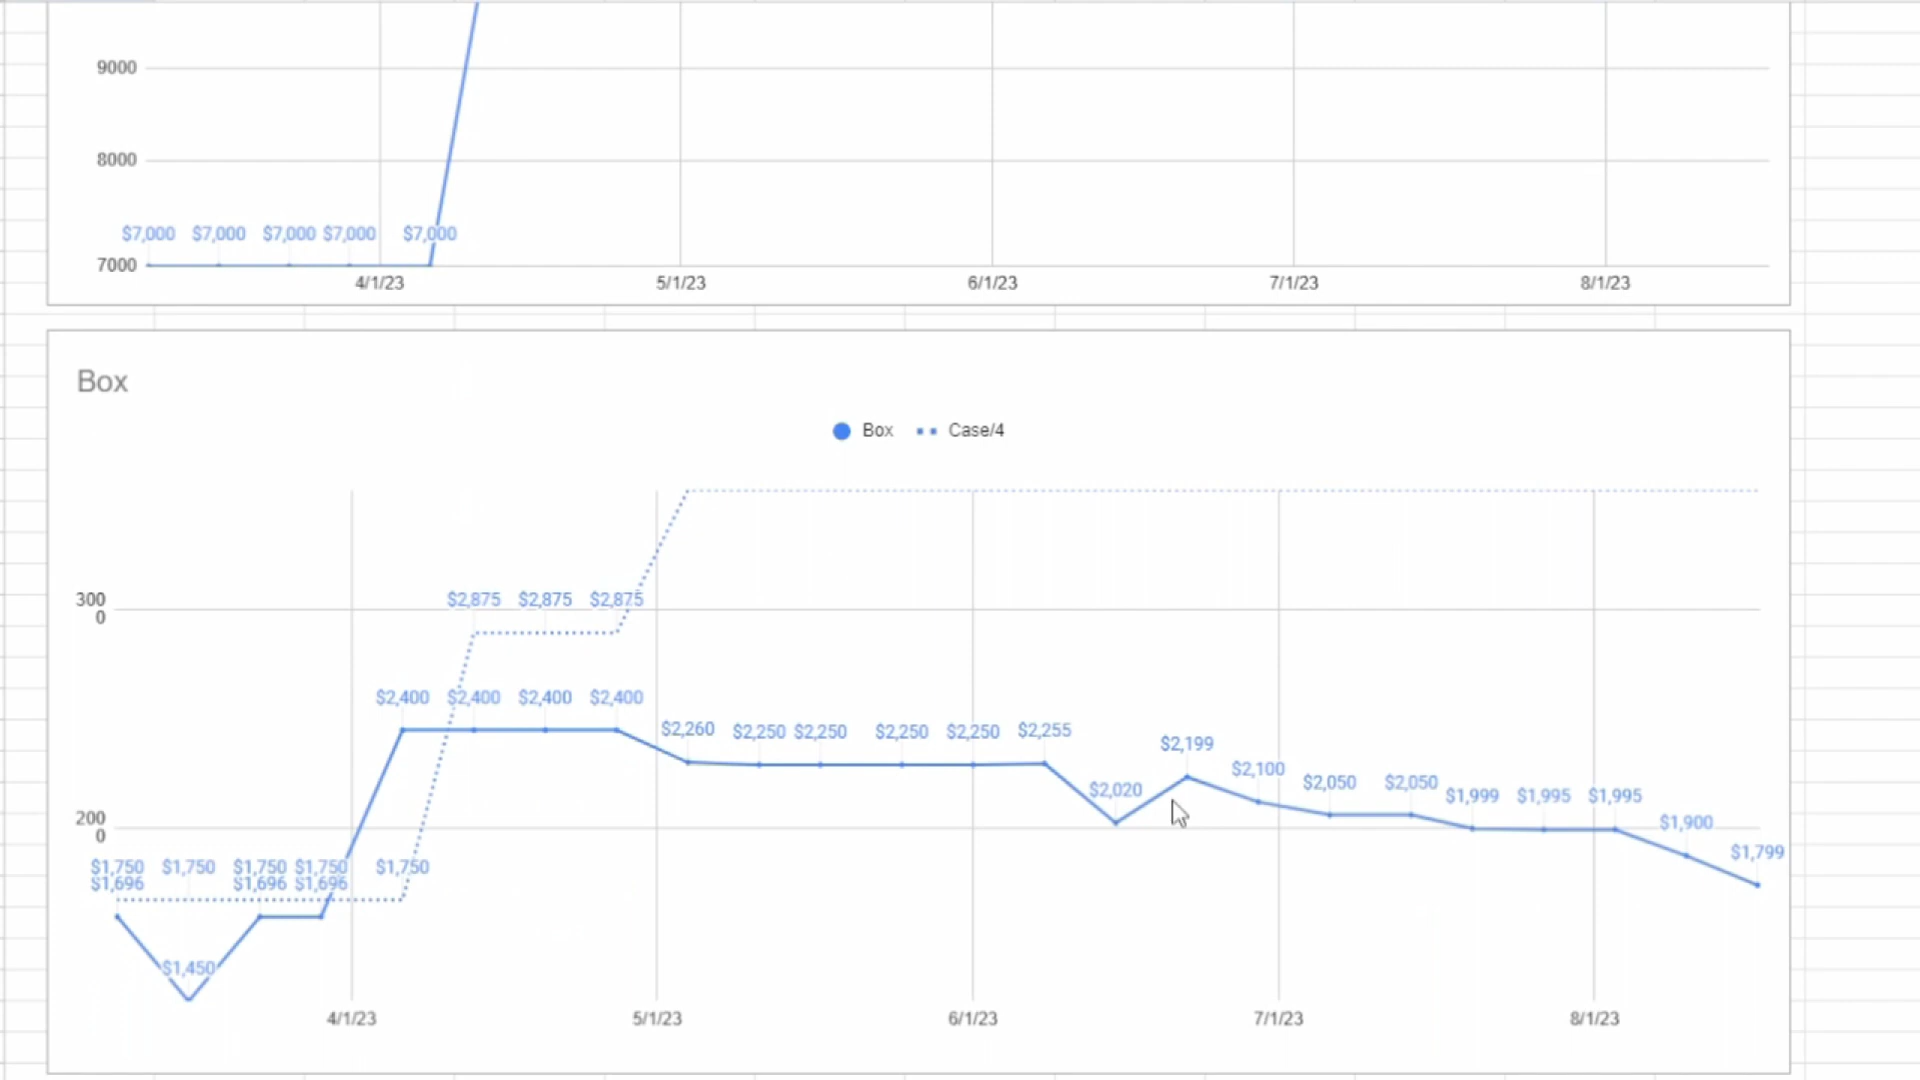 9000
8000
$7,000 $7,000 $7,000 $7,000 $7,000
7000
4/1/23 5/1/23 6/1/23 7/1/23 8/1/23
Box
Box Case/4
300
0
$2,875 $2,875 $2,875
$2,400 $2,400 $2,400 $2,400
$2,260 $2,250 $2,250 $2,250 $2,250 $2,255
$2,020 $2,199 $2,100 $2,050 $2,050 $1,999 $1,995 $1,995 $1,900 $1,799
200
0
$1,750 $1,750 $1,750 $1,750 $1,750
$1,696 $1,696 $1,696
$1,450
4/1/23 5/1/23 6/1/23 7/1/23 8/1/23